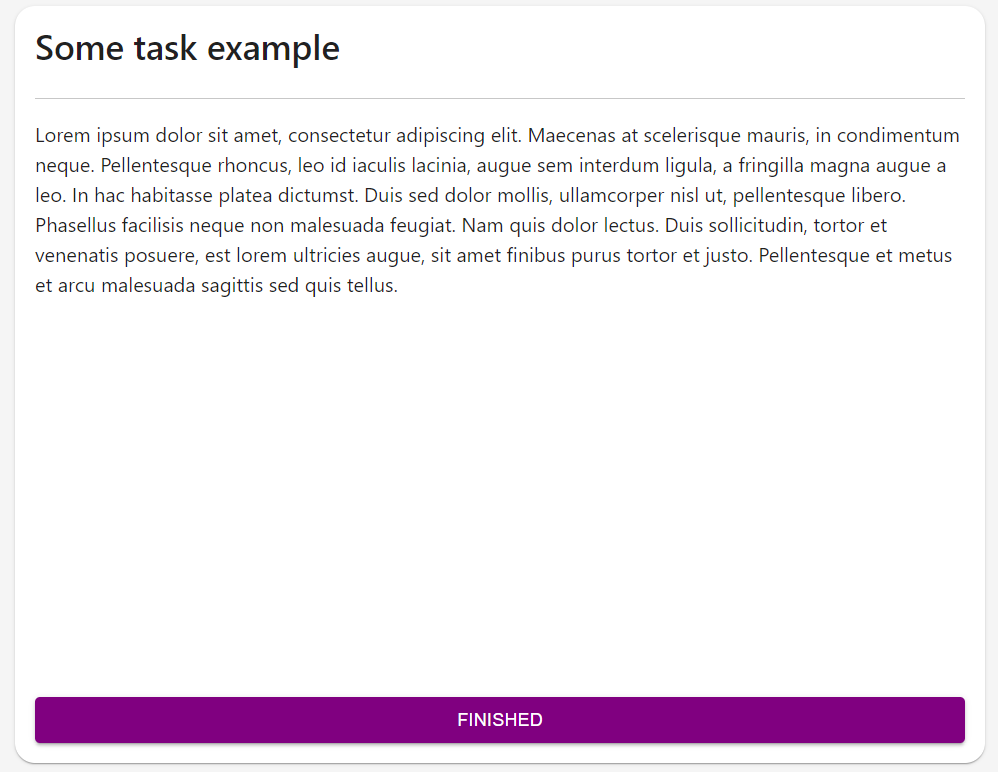 Some task example
Lorem ipsum dolor sit amet, consectetur adipiscing elit. Maecenas at scelerisque mauris, in condimentum
neque. Pellentesque rhoncus, leo id iaculis lacinia, augue sem interdum ligula, a fringilla magna augue a
leo. In hac habitasse platea dictumst. Duis sed dolor mollis, ullamcorper nisl ut, pellentesque libero.
Phasellus facilisis neque non malesuada feugiat. Nam quis dolor lectus. Duis sollicitudin, tortor et
venenatis posuere, est lorem ultricies augue, sit amet finibus purus tortor et justo. Pellentesque et metus
et arcu malesuada sagittis sed quis tellus.
FINISHED